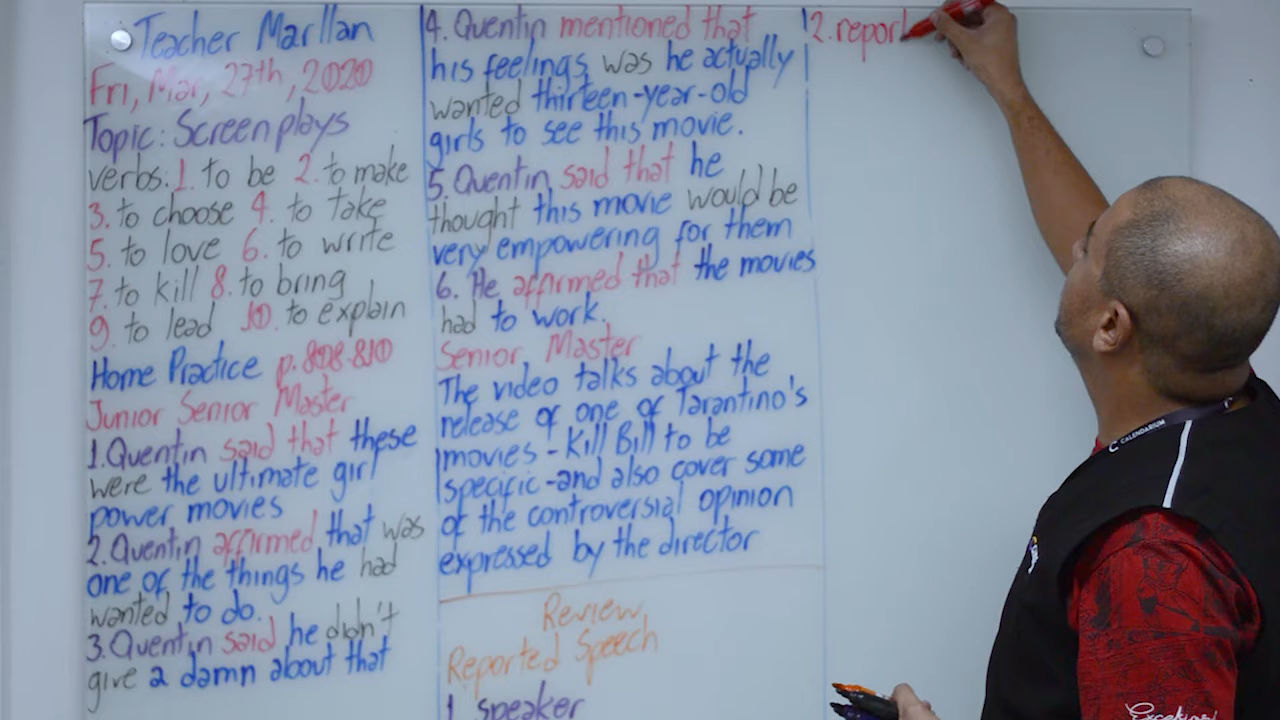 Teacher Marllan
Fri, Mar, 27th, 2020
Topic: Screenplays
verbs: 1. to be 2. to make
3. to choose 4. to take
5. to love 6. to write
7. to kill 8. to bring
9. to lead 10. to explain
Home Practice p. 808-810
Junior Senior Master
1. Quentin said that these
were the ultimate girl
power movies
2. Quentin affirmed that was
one of the things he had
wanted to do.
3. Quentin said he didn't
give a damn about that
4. Quentin mentioned that
his feelings was he actually
wanted thirteen-year-old
girls to see this movie.
5. Quentin said that he
thought this movie would be
very empowering for them
6. He affirmed that the movies
had to work.
Senior Master
The video talks about the
release of one of Tarantino's
movies - Kill Bill to be
specific - and also cover some
of the controversial opinion
expressed by the director
Review
Reported Speech
1. speaker
2. report
CALENDARIUM